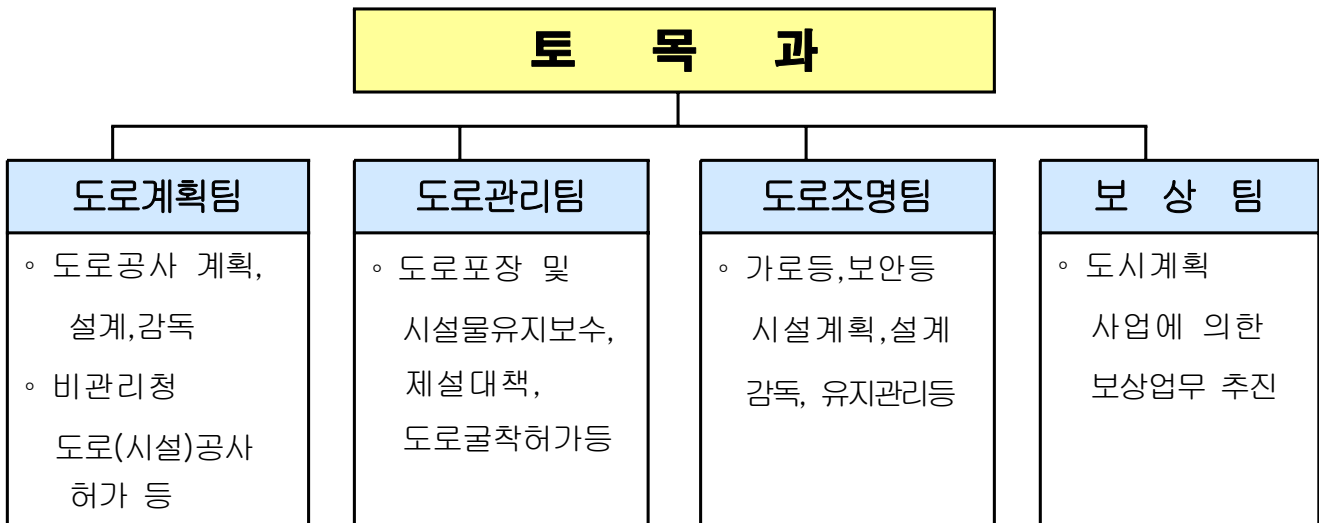 토 목 과
도로계획팀
◦ 도로공사 계획,
설계,감독
◦ 비관리청
도로(시설)공사
허가 등
도로관리팀
◦ 도로포장 및
시설물유지보수,
제설대책,
도로굴착허가등
도로조명팀
◦ 가로등,보안등
시설계획,설계
감독, 유지관리등
보 상 팀
◦ 도시계획
사업에 의한
보상업무 추진